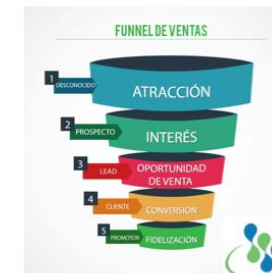 FUNNEL DE VENTAS
1
DESCONOCIDO
ATRACCIÓN
2
PROSPECTO
INTERÉS
3
LEAD
OPORTUNIDAD
DE VENTA
4
CLIENTE
CONVERSIÓN
5
PROMOTOR
FIDELIZACIÓN